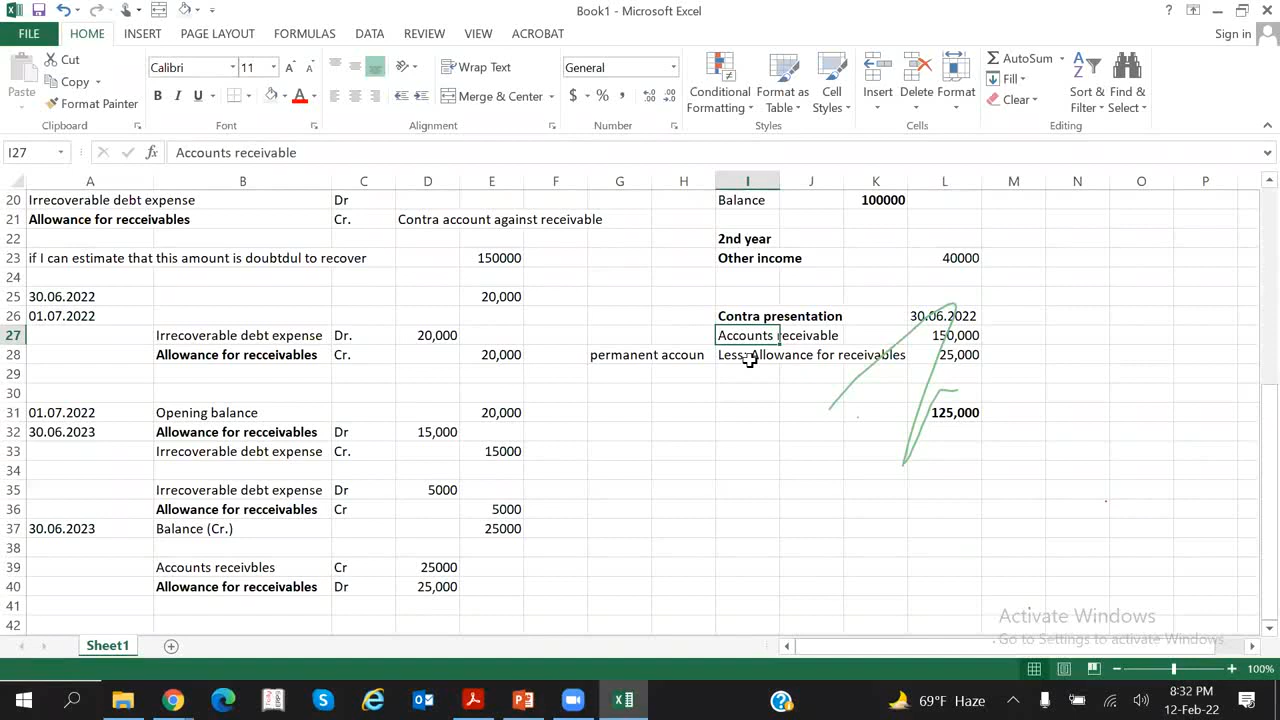 Book1 - Microsoft Excel
?
FILE HOME INSERT PAGE LAYOUT FORMULAS DATA REVIEW VIEW ACROBAT Sign in
Paste Cut Copy Format Painter
Clipboard
Calibri 11
B I U A
Font
Wrap Text
Merge & Center
Alignment
General
$ % ,
Number
Conditional Formatting Format as Table Cell Styles
Styles
Insert Delete Format
Cells
AutoSum Fill Clear Sort & Filter Find & Select
Editing
I27 fx Accounts receivable
A B C D E F G H I J K L M N O P
20 Irrecoverable debt expense Dr Balance 100000
21 Allowance for recceivables Cr. Contra account against receivable
22 2nd year
23 if I can estimate that this amount is doubtdul to recover 150000 Other income 40000
24
25 30.06.2022 20,000
26 01.07.2022 Contra presentation 30.06.2022
27 Irrecoverable debt expense Dr. 20,000 Accounts receivable 150,000
28 Allowance for recceivables Cr. 20,000 permanent accoun Less: Allowance for receivables 25,000
29
30
31 01.07.2022 Opening balance 20,000 125,000
32 30.06.2023 Allowance for recceivables Dr 15,000
33 Irrecoverable debt expense Cr. 15000
34
35 Irrecoverable debt expense Dr 5000
36 Allowance for recceivables Cr 5000
37 30.06.2023 Balance (Cr.) 25000
38
39 Accounts receivbles Cr 25000
40 Allowance for recceivables Dr 25,000
41
42
Activate Windows
Go to Settings to activate Windows.
Sheet1
100%
69°F Haze
8:32 PM
12-Feb-22